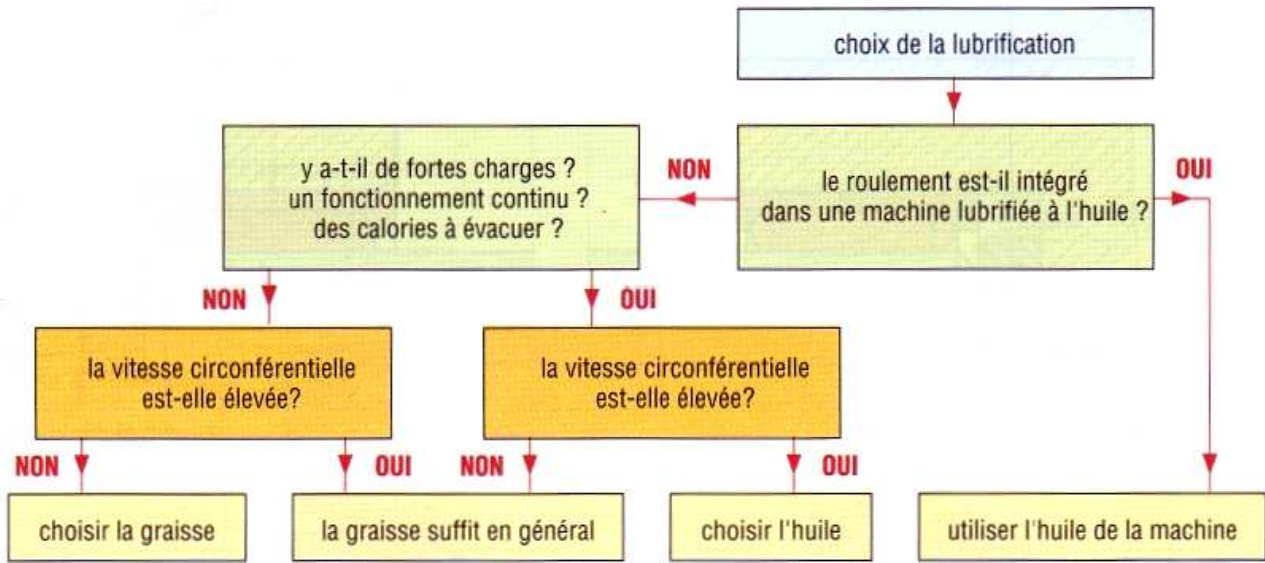 choix de la lubrification
y a-t-il de fortes charges ?
un fonctionnement continu ?
des calories à évacuer ?
NON
le roulement est-il intégré
dans une machine lubrifiée à l'huile ?
OUI
NON
OUI
la vitesse circonférentielle
est-elle élevée?
la vitesse circonférentielle
est-elle élevée?
NON
OUI
NON
OUI
choisir la graisse
la graisse suffit en général
choisir l'huile
utiliser l'huile de la machine